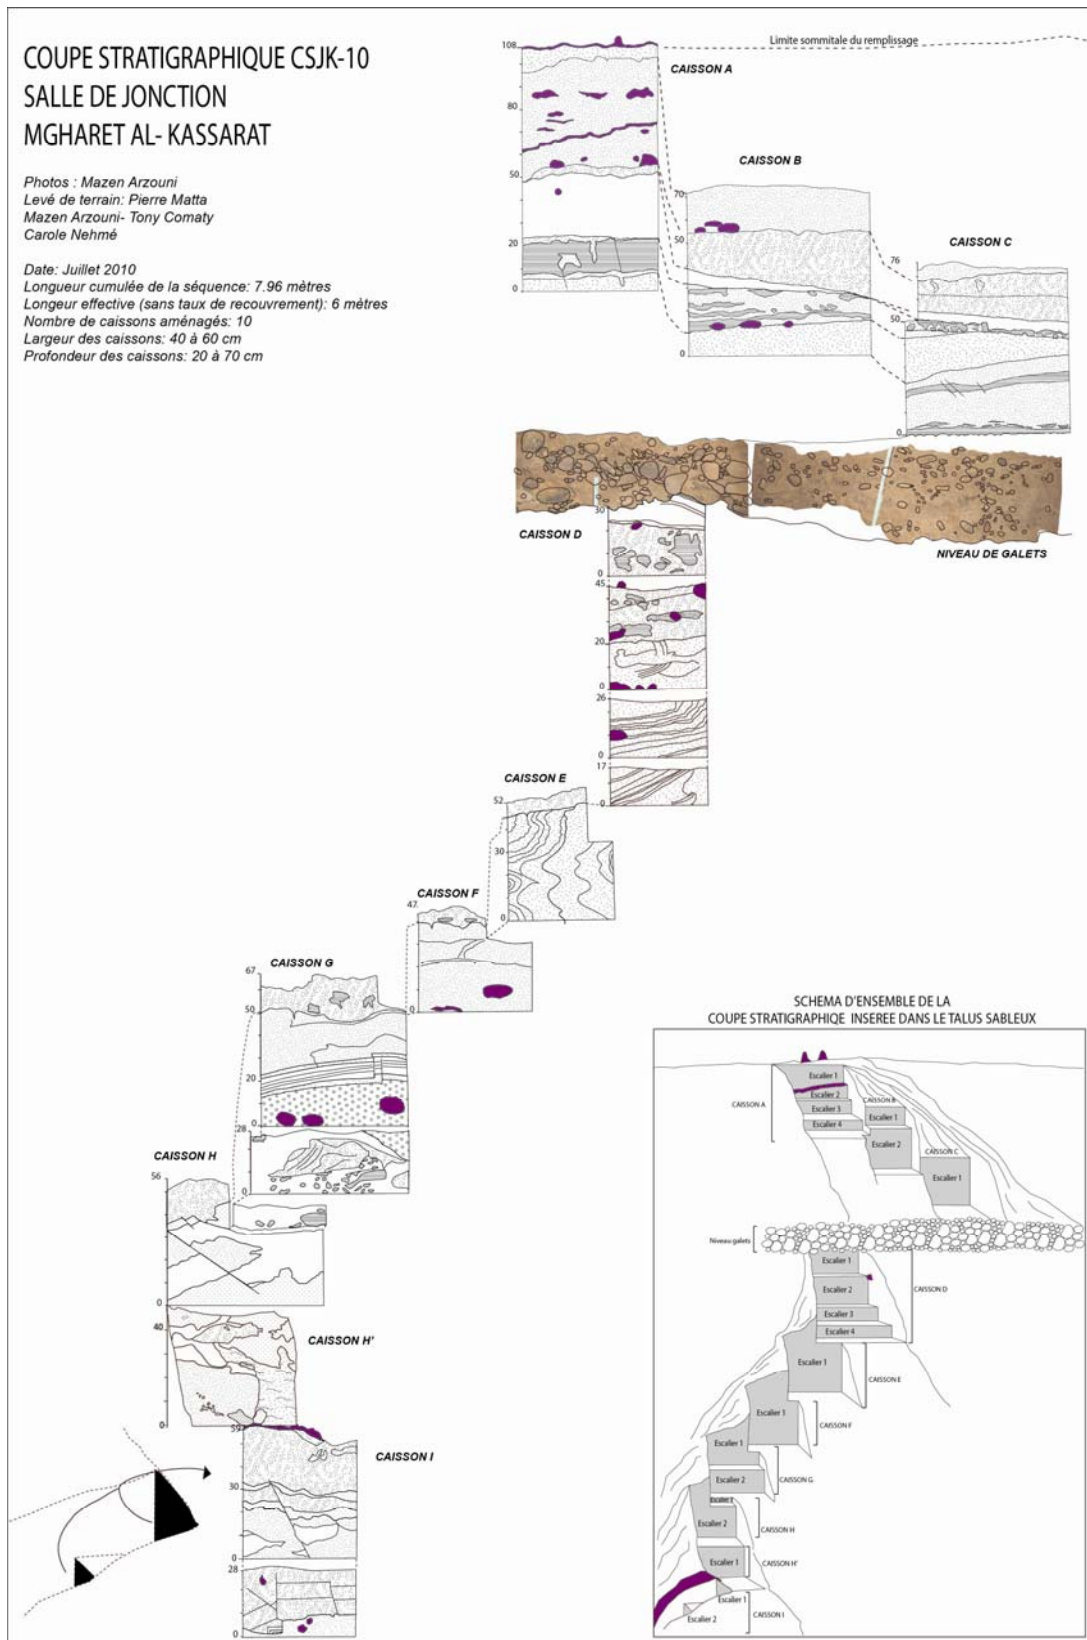 COUPE STRATIGRAPHIQUE CSJK-10
SALLE DE JONCTION
MGHARET AL- KASSARAT
Photos : Mazen Arzouni
Levé de terrain: Pierre Matta
Mazen Arzouni- Tony Comaty
Carole Nehmé
Date: Juillet 2010
Longueur cumulée de la séquence: 7.96 mètres
Longeur effective (sans taux de recouvrement): 6 mètres
Nombre de caissons aménagés: 10
Largeur des caissons: 40 à 60 cm
Profondeur des caissons: 20 à 70 cm
Limite sommitale du remplissage
CAISSON A
108
80
50
20
0
CAISSON B
70
50
0
CAISSON C
76
50
0
NIVEAU DE GALETS
CAISSON D
30
0
45
20
0
26
0
17
0
CAISSON E
52
30
0
CAISSON F
47
0
CAISSON G
67
50
20
0
28
0
CAISSON H
56
0
CAISSON H'
40
0
CAISSON I
59
30
0
28
0
SCHEMA D'ENSEMBLE DE LA
COUPE STRATIGRAPHIQE INSEREE DANS LE TALUS SABLEUX
CAISSON A
Escalier 1
Escalier 2
Escalier 3
Escalier 4
CAISSON B
Escalier 1
Escalier 2
CAISSON C
Escalier 1
Niveau galets
Escalier 1
Escalier 2
Escalier 3
Escalier 4
CAISSON D
Escalier 1
CAISSON E
Escalier 1
CAISSON F
Escalier 1
Escalier 2
CAISSON G
Escalier 2
CAISSON H
Escalier 1
CAISSON H'
Escalier 1
Escalier 2
CAISSON I